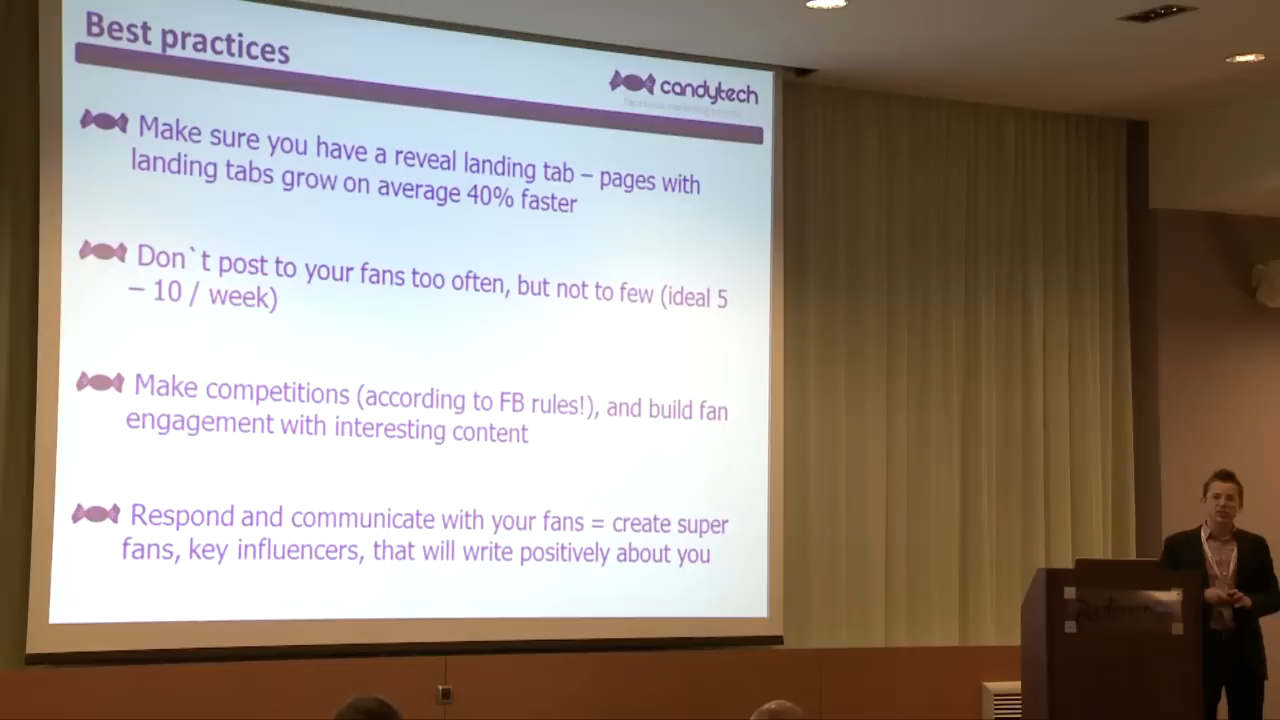 Best practices
candytech
Make sure you have a reveal landing tab – pages with
landing tabs grow on average 40% faster
Don`t post to your fans too often, but not to few (ideal 5
– 10 / week)
Make competitions (according to FB rules!), and build fan
engagement with interesting content
Respond and communicate with your fans = create super
fans, key influencers, that will write positively about you